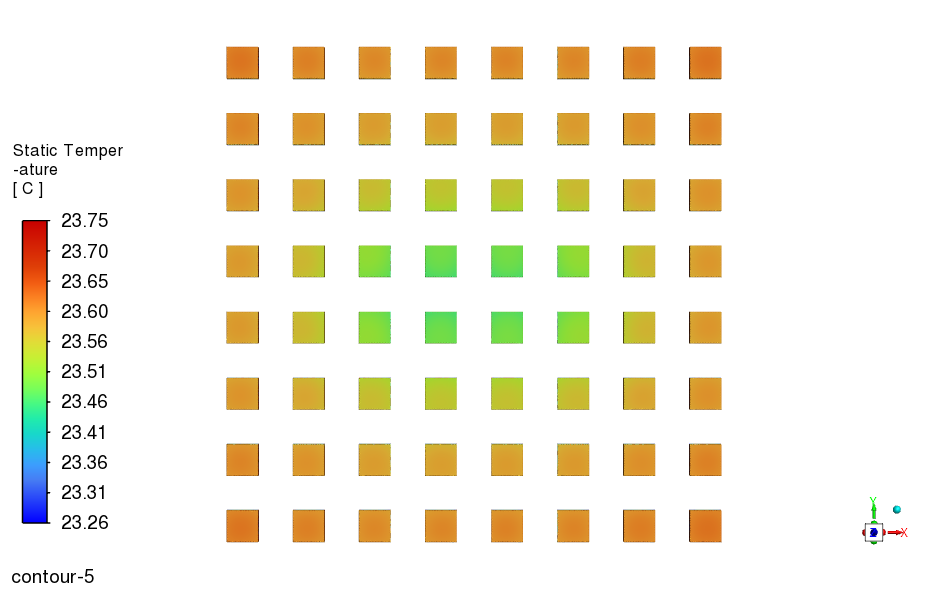 Static Temper
-ature
[ C ]
23.75
23.70
23.65
23.60
23.56
23.51
23.46
23.41
23.36
23.31
23.26
contour-5
Y
X